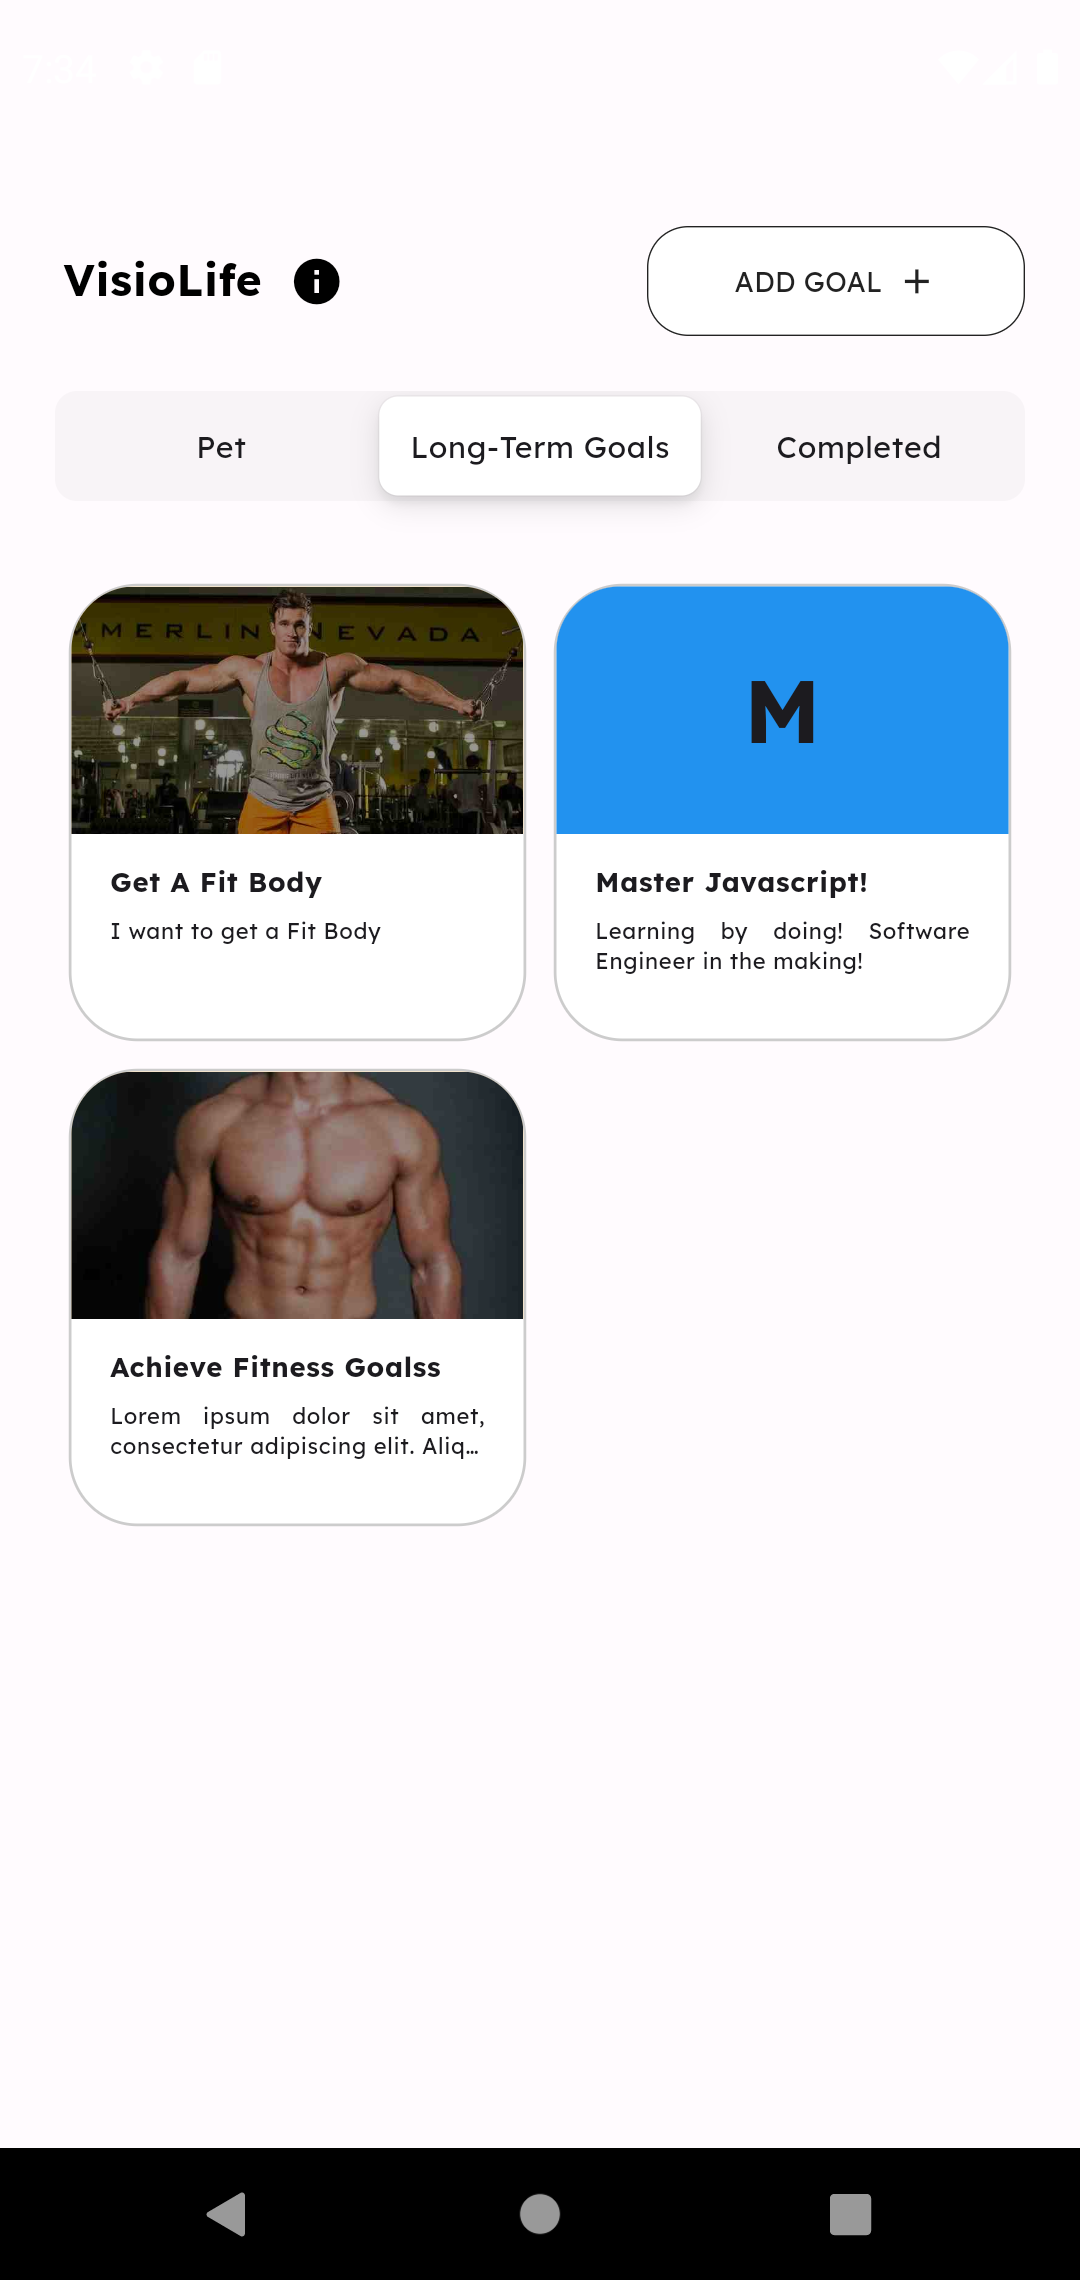 VisioLife
ADD GOAL
Pet
Long-Term Goals
Completed
MMERLIN NEVADA
M
Get A Fit Body
I want to get a Fit Body
Master Javascript!
Learning by doing! Software
Engineer in the making!
Achieve Fitness Goalss
Lorem ipsum dolor sit amet,
consectetur adipiscing elit. Aliq...